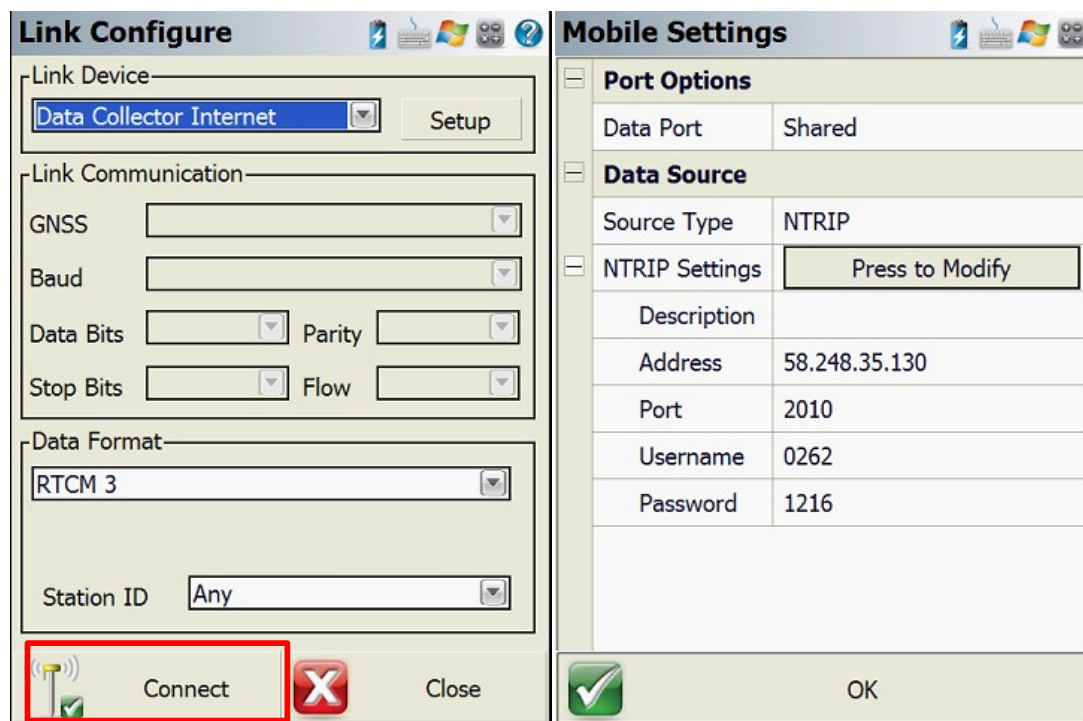 Link Configure
Link Device
Data Collector Internet
Setup
Link Communication
GNSS
Baud
Data Bits
Parity
Stop Bits
Flow
Data Format
RTCM 3
Station ID
Any
Connect
Close
Mobile Settings
Port Options
Data Port Shared
Data Source
Source Type NTRIP
NTRIP Settings Press to Modify
Description
Address 58.248.35.130
Port 2010
Username 0262
Password 1216
OK